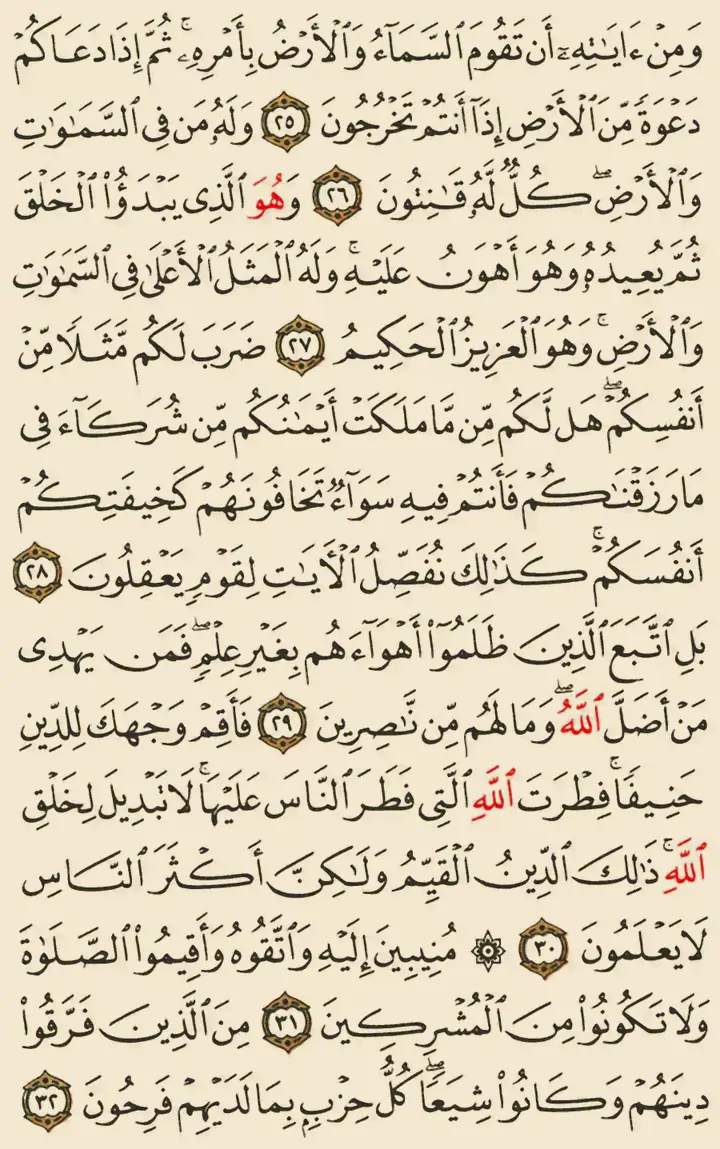 وَمِنْ ءَايَٰتِهِۦٓ أَن تَقُومَ ٱلسَّمَآءُ وَٱلْأَرْضُ بِأَمْرِهِۦۚ ثُمَّ إِذَا دَعَاكُمْ
دَعْوَةً مِّنَ ٱلْأَرْضِ إِذَآ أَنتُمْ تَخْرُجُونَ ٢٥ وَلَهُۥ مَن فِى ٱلسَّمَٰوَٰتِ
وَٱلْأَرْضِۖ كُلٌّ لَّهُۥ قَٰنِتُونَ ٢٦ وَهُوَ ٱلَّذِى يَبْدَؤُا۟ ٱلْخَلْقَ
ثُمَّ يُعِيدُهُۥ وَهُوَ أَهْوَنُ عَلَيْهِۚ وَلَهُ ٱلْمَثَلُ ٱلْأَعْلَىٰ فِى ٱلسَّمَٰوَٰتِ
وَٱلْأَرْضِۚ وَهُوَ ٱلْعَزِيزُ ٱلْحَكِيمُ ٢٧ ضَرَبَ لَكُم مَّثَلًا مِّنْ
أَنفُسِكُمْۖ هَل لَّكُم مِّن مَّا مَلَكَتْ أَيْمَٰنُكُم مِّن شُرَكَآءَ فِى
مَا رَزَقْنَٰكُمْ فَأَنتُمْ فِيهِ سَوَآءٌ تَخَافُونَهُمْ كَخِيفَتِكُمْ
أَنفُسَكُمْۚ كَذَٰلِكَ نُفَصِّلُ ٱلْأَيَٰتِ لِقَوْمٍ يَعْقِلُونَ ٢٨
بَلِ ٱتَّبَعَ ٱلَّذِينَ ظَلَمُوٓا۟ أَهْوَآءَهُم بِغَيْرِ عِلْمٍۖ فَمَن يَهْدِى
مَنْ أَضَلَّ ٱللَّهُۖ وَمَا لَهُم مِّن نَّٰصِرِينَ ٢٩ فَأَقِمْ وَجْهَكَ لِلدِّينِ
حَنِيفًاۚ فِطْرَتَ ٱللَّهِ ٱلَّتِى فَطَرَ ٱلنَّاسَ عَلَيْهَاۚ لَا تَبْدِيلَ لِخَلْقِ
ٱللَّهِۚ ذَٰلِكَ ٱلدِّينُ ٱلْقَيِّمُ وَلَٰكِنَّ أَكْثَرَ ٱلنَّاسِ
لَا يَعْلَمُونَ ٣٠ ۞ مُنِيبِينَ إِلَيْهِ وَٱتَّقُوهُ وَأَقِيمُوا۟ ٱلصَّلَوٰةَ
وَلَا تَكُونُوا۟ مِنَ ٱلْمُشْرِكِينَ ٣١ مِنَ ٱلَّذِينَ فَرَّقُوا۟
دِينَهُمْ وَكَانُوا۟ شِيَعًاۖ كُلُّ حِزْبٍۭ بِمَا لَدَيْهِمْ فَرِحُونَ ٣٢